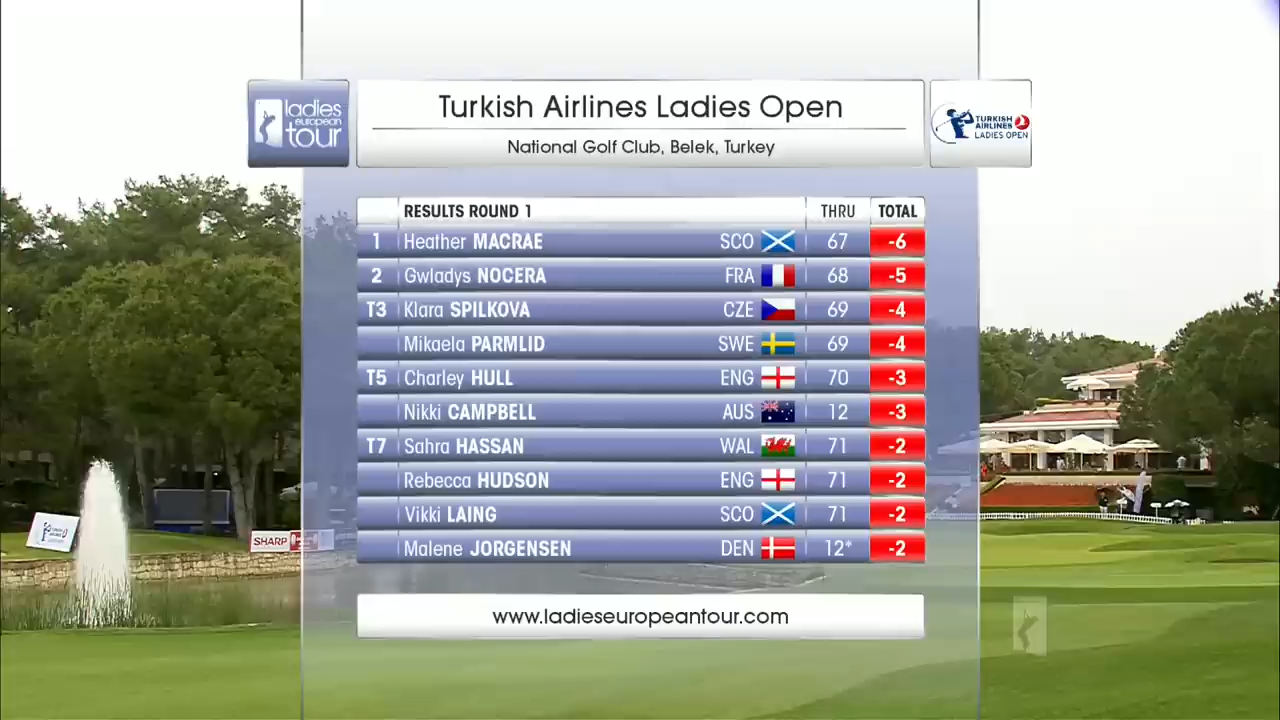 ladies
european
tour
Turkish Airlines Ladies Open
National Golf Club, Belek, Turkey
TURKISH
AIRLINES
LADIES OPEN
RESULTS ROUND 1 THRU TOTAL
1 Heather MACRAE SCO 67 -6
2 Gwladys NOCERA FRA 68 -5
T3 Klara SPILKOVA CZE 69 -4
Mikaela PARMLID SWE 69 -4
T5 Charley HULL ENG 70 -3
Nikki CAMPBELL AUS 12 -3
T7 Sahra HASSAN WAL 71 -2
Rebecca HUDSON ENG 71 -2
Vikki LAING SCO 71 -2
Malene JORGENSEN DEN 12* -2
SHARP
www.ladieseuropeantour.com